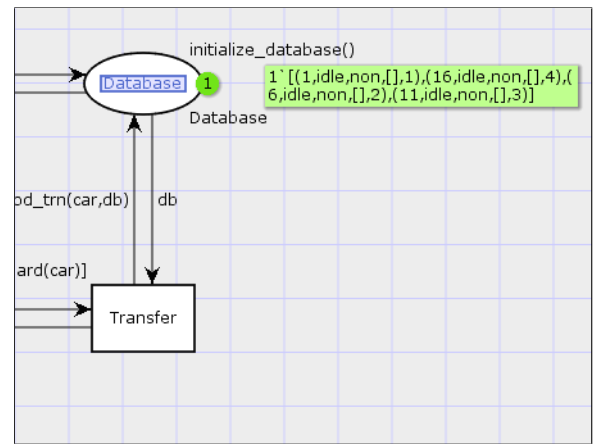 initialize_database()
Database
1
1`[(1,idle,non,[],1),(16,idle,non,[],4),(
6,idle,non,[],2),(11,idle,non,[],3)]
Database
od_trn(car,db)
db
ard(car)]
Transfer